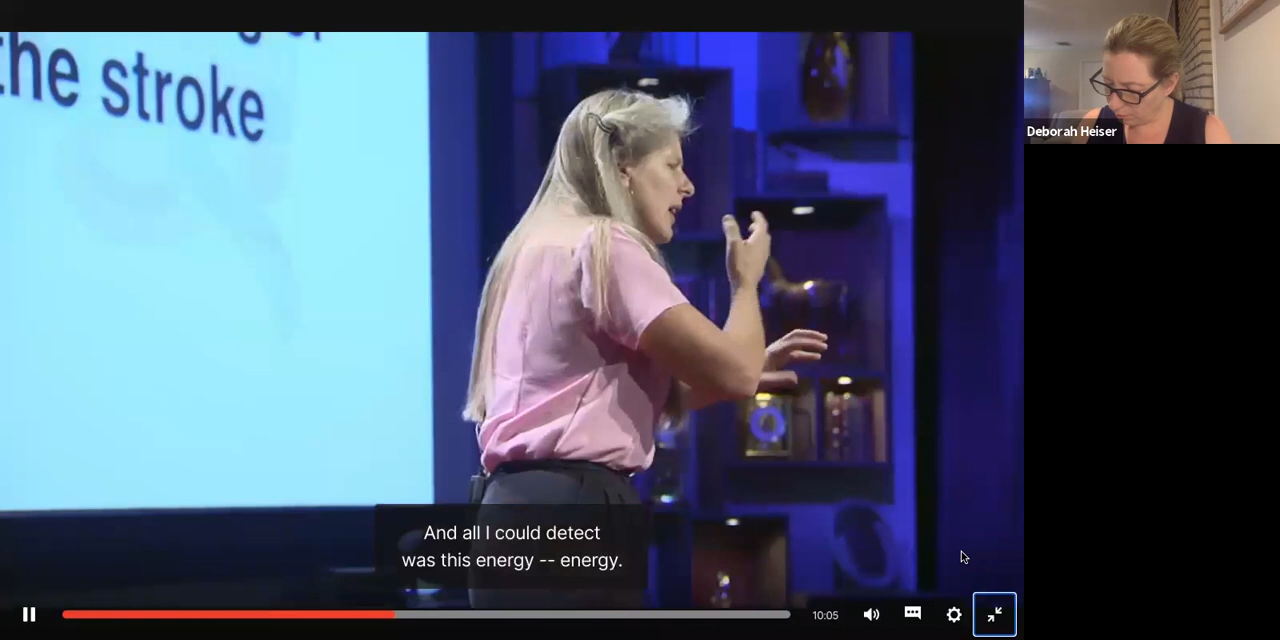 the stroke
Deborah Heiser
And all I could detect
was this energy -- energy.
10:05